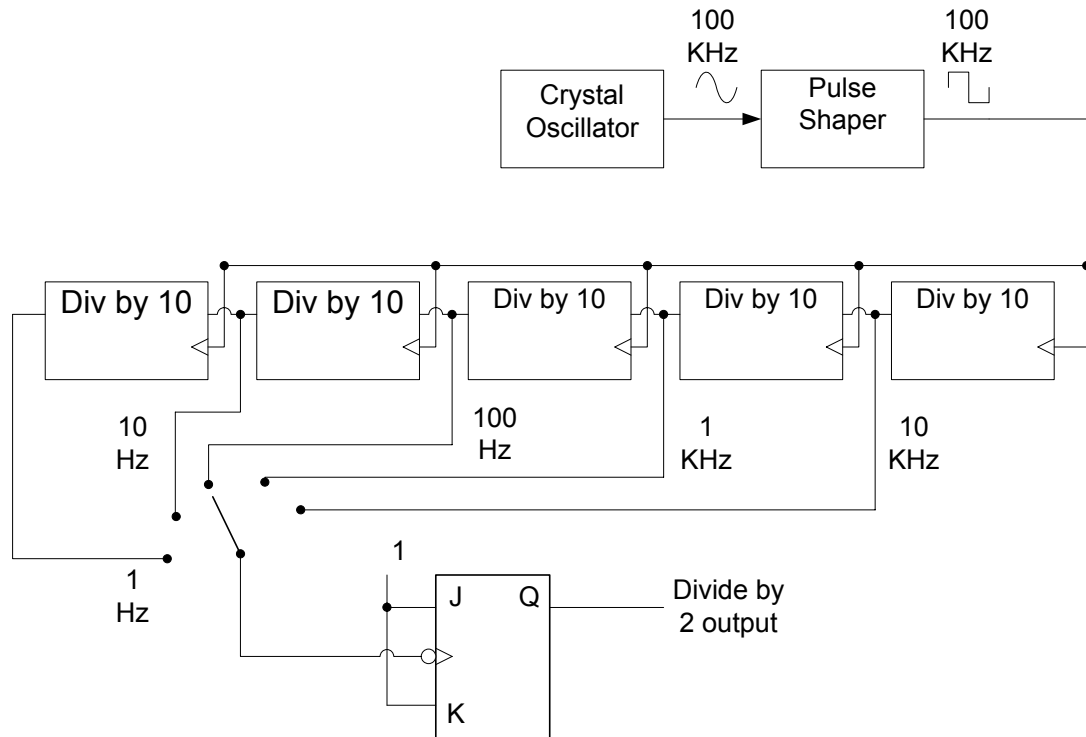 100
KHz
100
KHz
Crystal
Oscillator
Pulse
Shaper
Div by 10
Div by 10
Div by 10
Div by 10
Div by 10
10
Hz
100
Hz
1
KHz
10
KHz
1
Hz
1
J
Q
K
Divide by
2 output